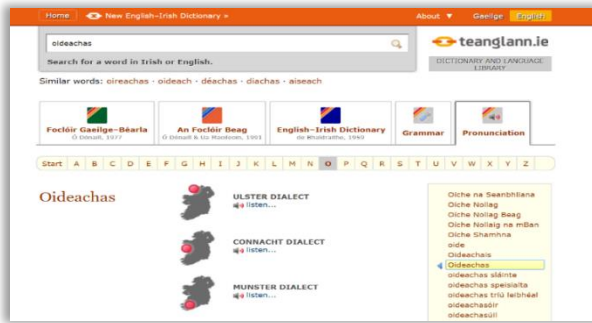 Home New English-Irish Dictionary »
About ▼ Gaeilge English
oideachas
Search for a word in Irish or English.
teanglann.ie
DICTIONARY AND LANGUAGE
LIBRARY
Similar words: oireachas · oideach · déachas · diachas · aiseach
Foclóir Gaeilge–Béarla
Ó Dónaill, 1977
An Foclóir Beag
Ó Dónaill & Ua Maoileoin, 1991
English–Irish Dictionary
de Bhaldraithe, 1959
Grammar
Pronunciation
Start A B C D E F G H I J K L M N O P Q R S T U V W X Y Z
Oideachas
ULSTER DIALECT
listen...
CONNACHT DIALECT
listen...
MUNSTER DIALECT
listen...
Oíche na Seanbhliana
Oíche Nollag
Oíche Nollag Beag
Oíche Nollaig na mBan
Oíche Shamhna
oide
Oideachais
Oideachas
oideachas sláinte
oideachas speisialta
oideachas tríú leibhéal
oideachasóir
oideachasúil